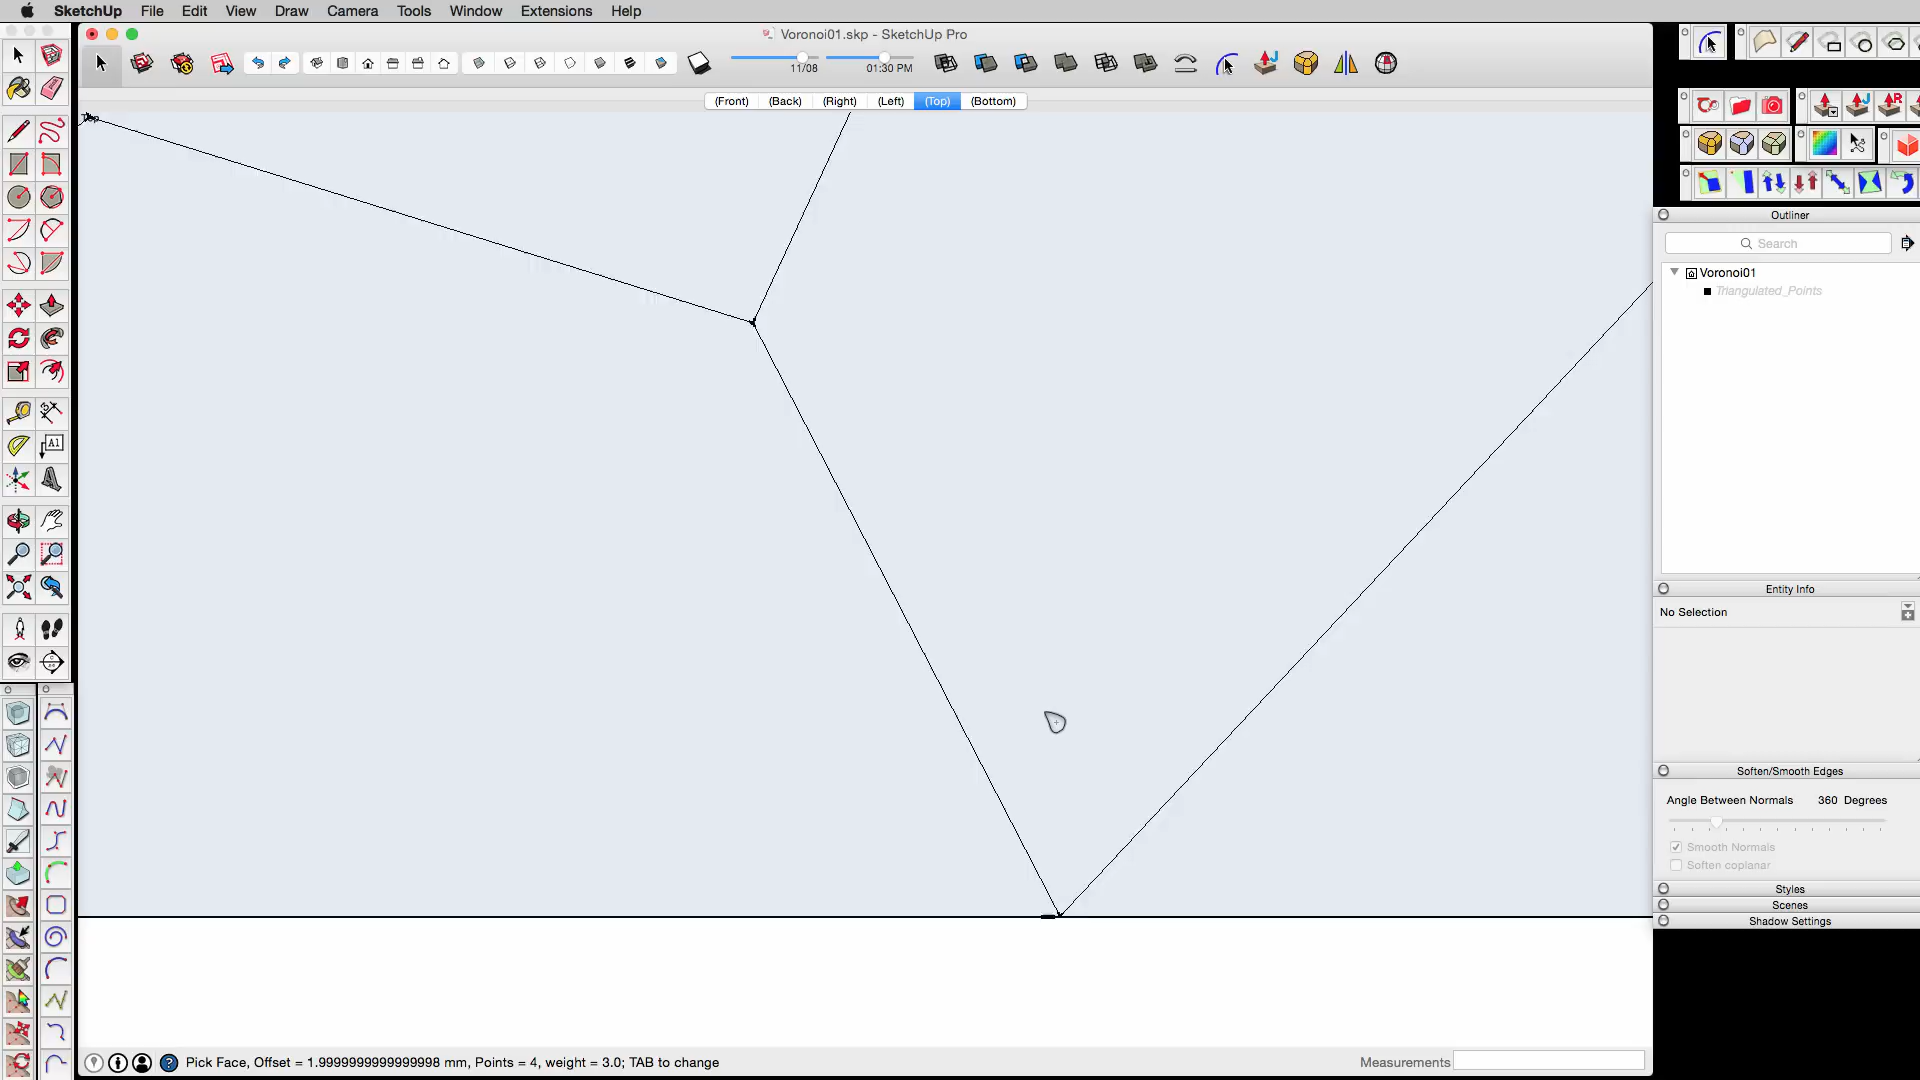 SketchUp File Edit View Draw Camera Tools Window Extensions Help
Voronoi01.skp - SketchUp Pro
11/08 01:30 PM
(Front) (Back) (Right) (Left) (Top) (Bottom)
Top
A1
Outliner
Search
Voronoi01
Triangulated_Points
Entity Info
No Selection
Soften/Smooth Edges
Angle Between Normals 360 Degrees
Smooth Normals
Soften coplanar
Styles
Scenes
Shadow Settings
Pick Face, Offset = 1.9999999999999998 mm, Points = 4, weight = 3.0; TAB to change
Measurements